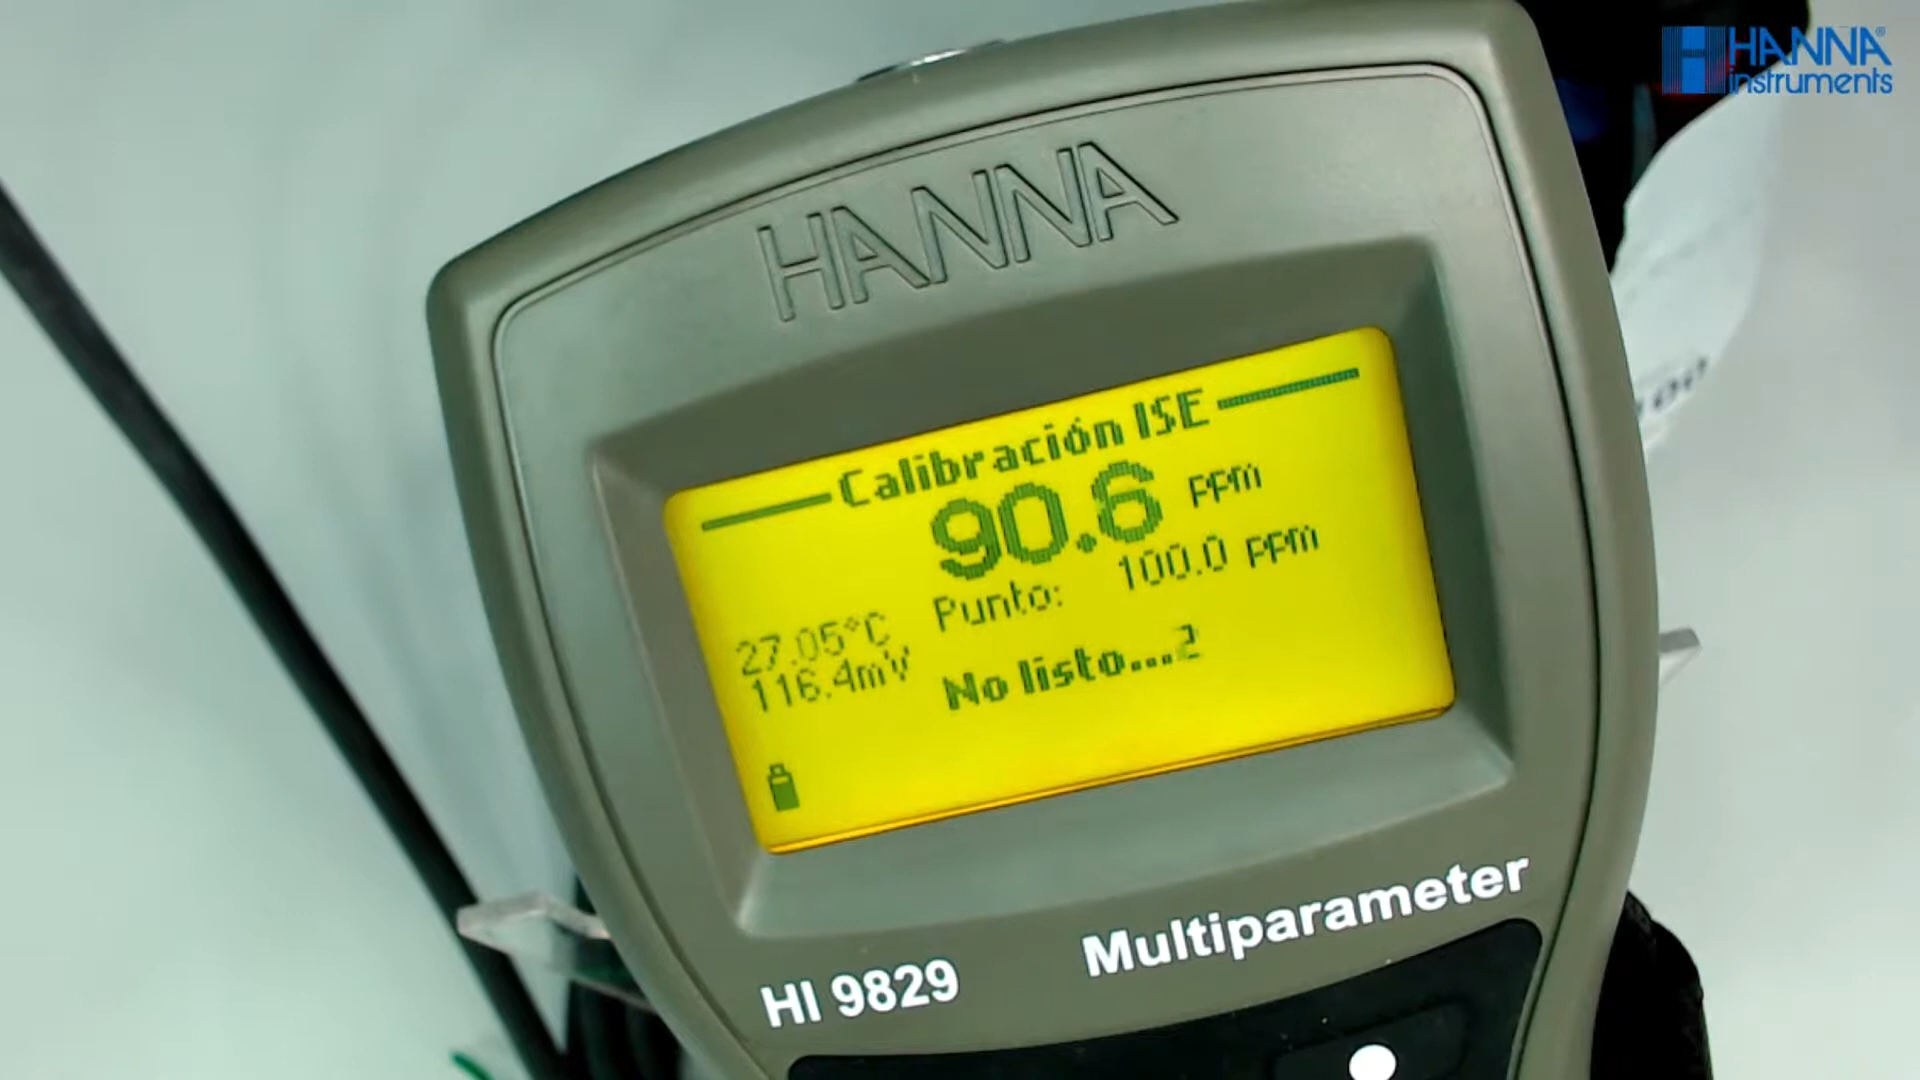 HANNA®
instruments
HANNA
Calibración ISE
90.6 ppm
Punto: 100.0 ppm
27.05°C
116.4mV
No listo...2
HI 9829
Multiparameter